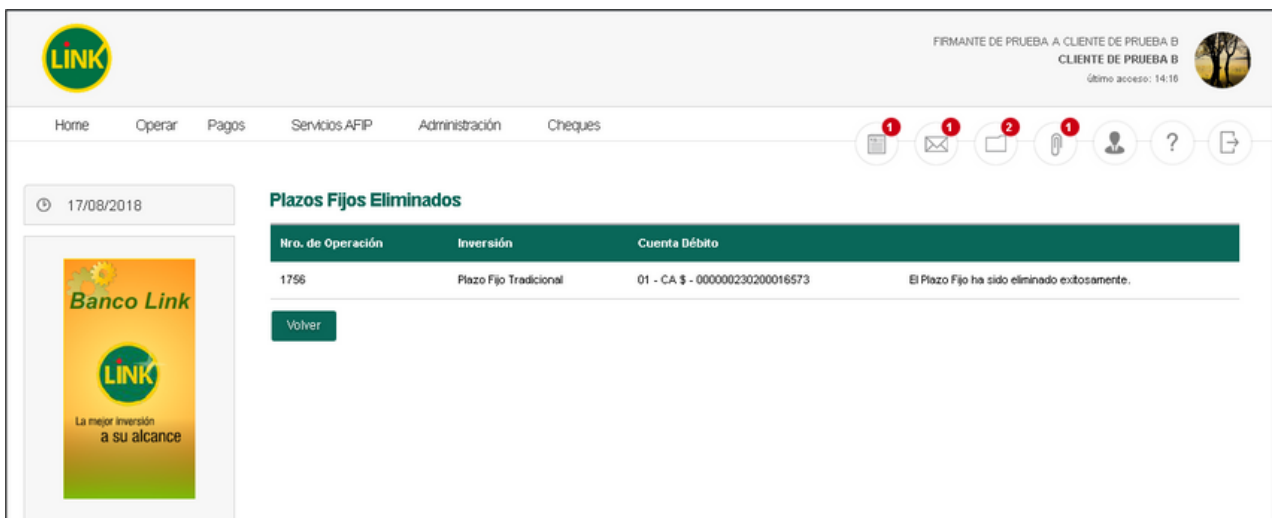 LINK
FIRMANTE DE PRUEBA A CLIENTE DE PRUEBA B
CLIENTE DE PRUEBA B
último acceso: 14:16
Home Operar Pagos Servicios AFIP Administración Cheques
1 1 2 1 ?
17/08/2018
Plazos Fijos Eliminados
Nro. de Operación Inversión Cuenta Débito
1756 Plazo Fijo Tradicional 01 - CA $ - 000000230200016573 El Plazo Fijo ha sido eliminado exitosamente.
Volver
Banco Link
LINK
La mejor inversión
a su alcance